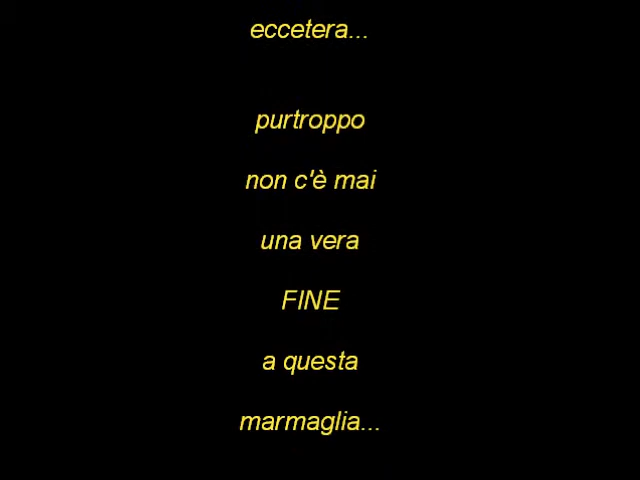 eccetera...
purtroppo
non c'è mai
una vera
FINE
a questa
marmaglia...